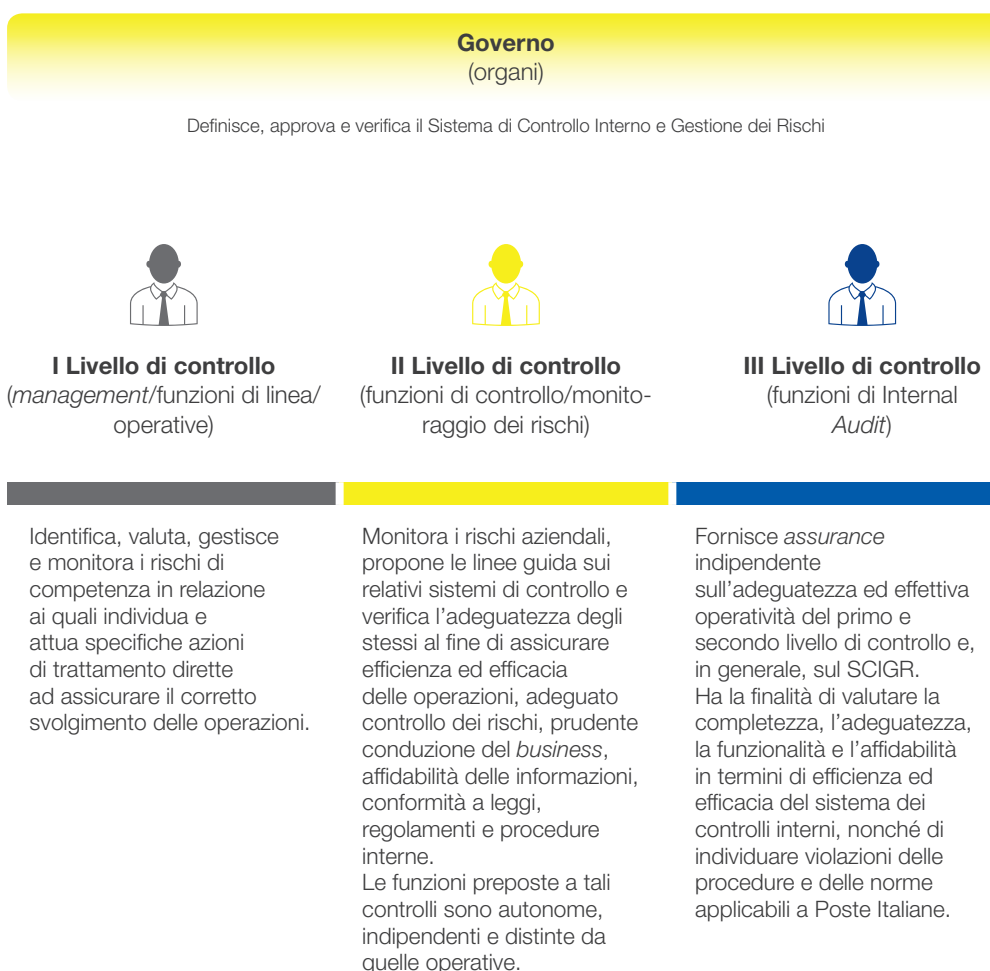 Governo
(organi)
Definisce, approva e verifica il Sistema di Controllo Interno e Gestione dei Rischi
I Livello di controllo
(management/funzioni di linea/
operative)
II Livello di controllo
(funzioni di controllo/monito-
raggio dei rischi)
III Livello di controllo
(funzioni di Internal
Audit)
Identifica, valuta, gestisce
e monitora i rischi di
competenza in relazione
ai quali individua e
attua specifiche azioni
di trattamento dirette
ad assicurare il corretto
svolgimento delle operazioni.
Monitora i rischi aziendali,
propone le linee guida sui
relativi sistemi di controllo e
verifica l'adeguatezza degli
stessi al fine di assicurare
efficienza ed efficacia
delle operazioni, adeguato
controllo dei rischi, prudente
conduzione del business,
affidabilità delle informazioni,
conformità a leggi,
regolamenti e procedure
interne.
Le funzioni preposte a tali
controlli sono autonome,
indipendenti e distinte da
quelle operative.
Fornisce assurance
indipendente
sull'adeguatezza ed effettiva
operatività del primo e
secondo livello di controllo e,
in generale, sul SCIGR.
Ha la finalità di valutare la
completezza, l'adeguatezza,
la funzionalità e l'affidabilità
in termini di efficienza ed
efficacia del sistema dei
controlli interni, nonché di
individuare violazioni delle
procedure e delle norme
applicabili a Poste Italiane.